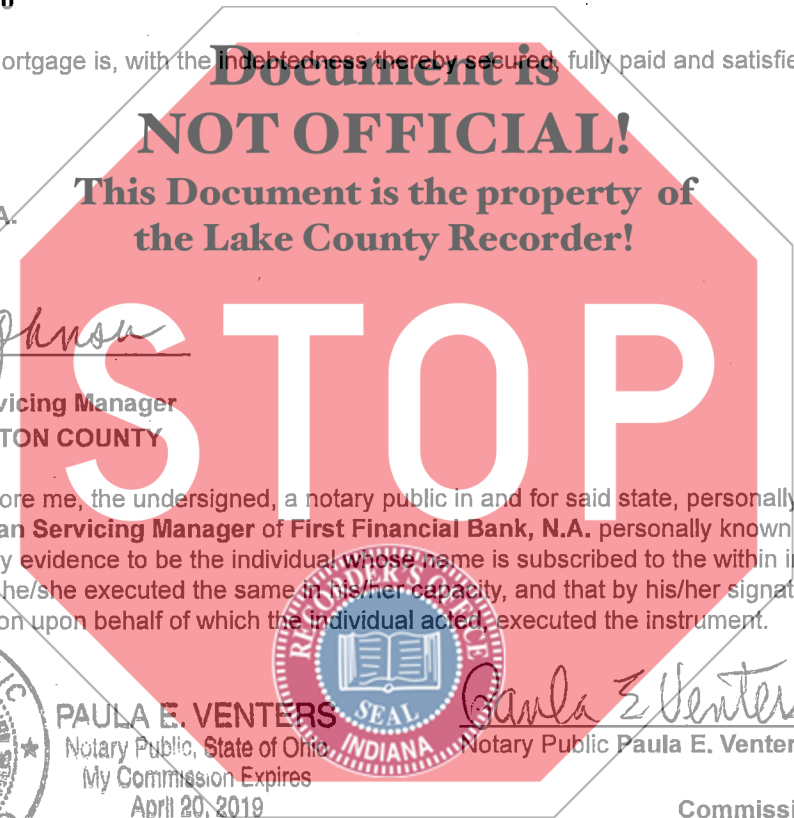 ortgage is, with the indebtedness thereby secured, fully paid and satisfie
Document is
NOT OFFICIAL!
This Document is the property of
the Lake County Recorder!
A.
STOP
vicing Manager
TON COUNTY
ore me, the undersigned, a notary public in and for said state, personally
an Servicing Manager of First Financial Bank, N.A. personally known
y evidence to be the individual whose name is subscribed to the within in
he/she executed the same in his/her capacity, and that by his/her signat
on upon behalf of which the individual acted, executed the instrument.
RECORDER'S OFFICE
SEAL
INDIANA
PAULA E. VENTERS
Notary Public, State of Ohio
My Commission Expires
April 20, 2019
Paula E Venters
Notary Public Paula E. Venter
Commissi